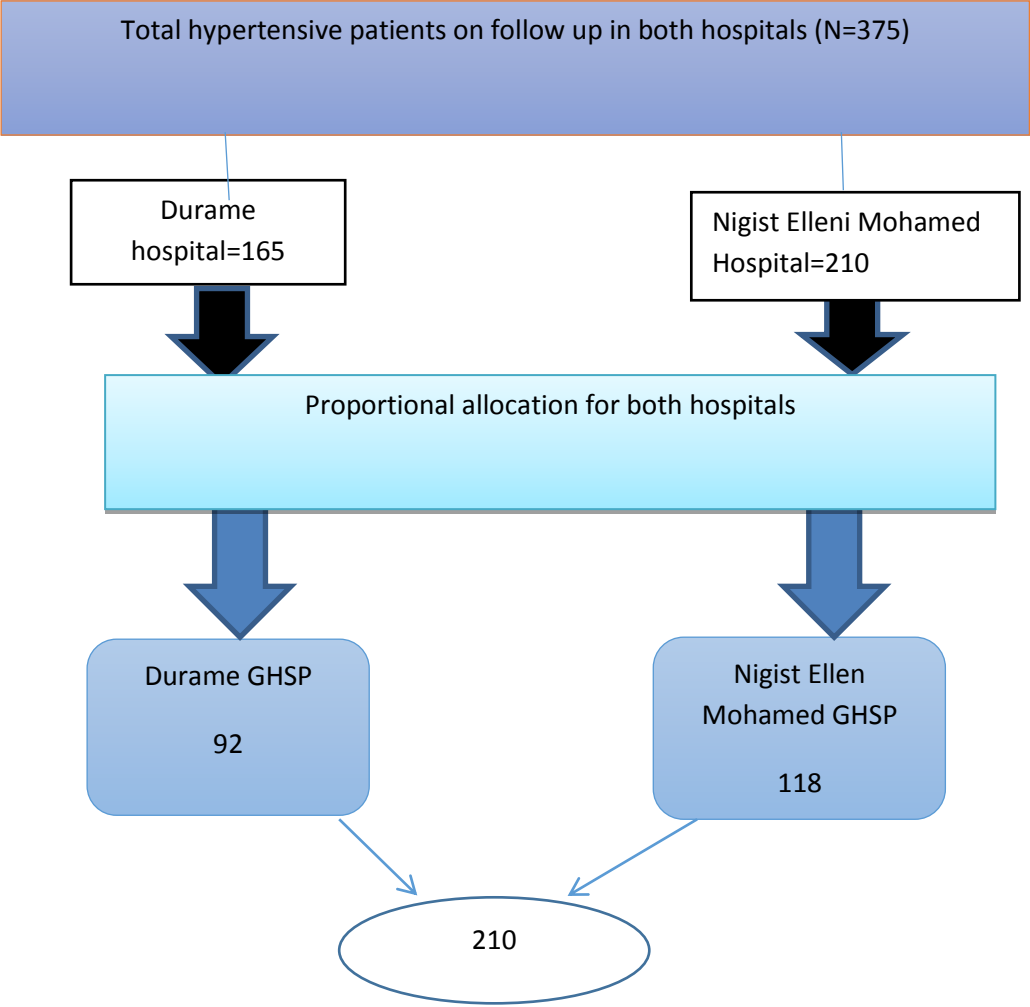 Total hypertensive patients on follow up in both hospitals (N=375)
Durame
hospital=165
Nigist Elleni Mohamed
Hospital=210
Proportional allocation for both hospitals
Durame GHSP
92
Nigist Ellen
Mohamed GHSP
118
210